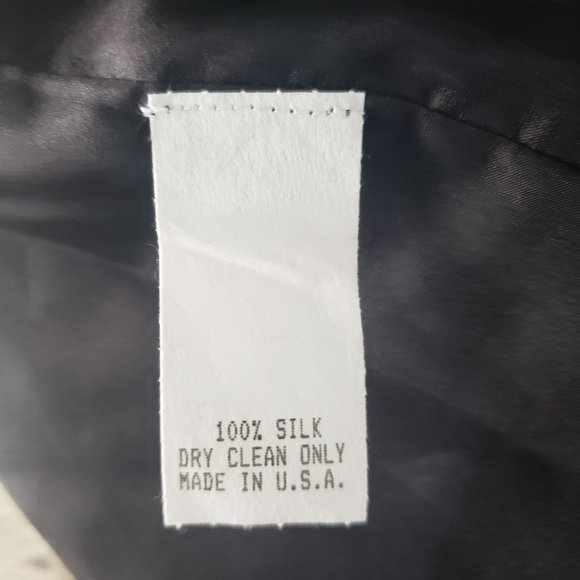 100% SILK
DRY CLEAN ONLY
MADE IN U.S.A.